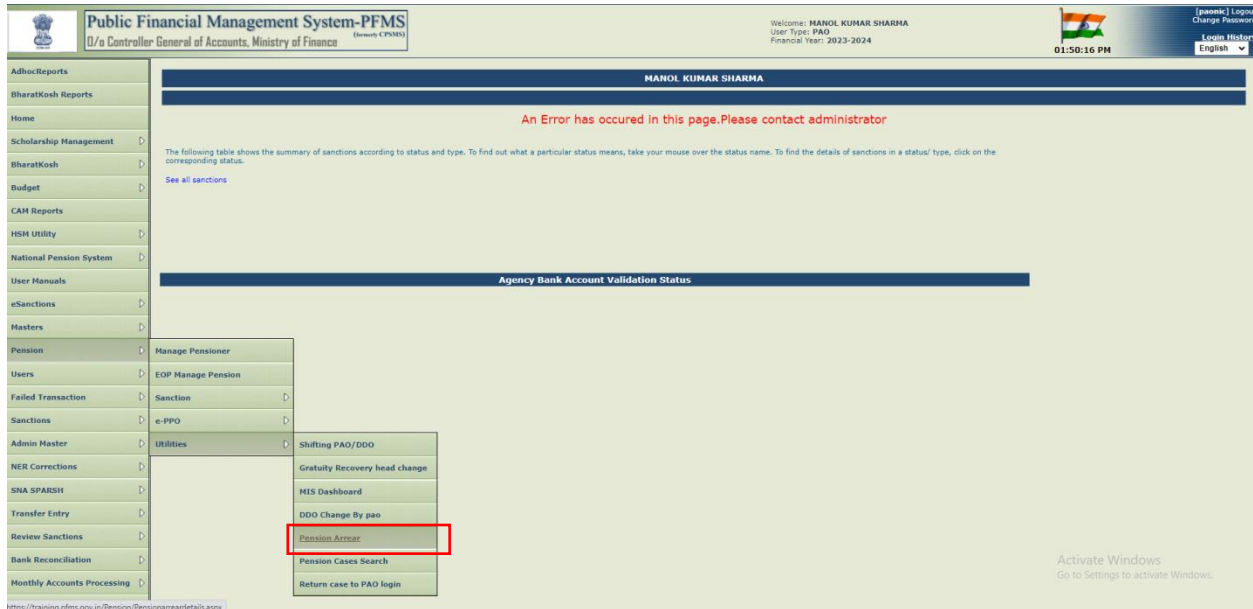 Public Financial Management System-PFMS
(formerly CPSMS)
O/o Controller General of Accounts, Ministry of Finance
Welcome: MANOL KUMAR SHARMA
User Type: PAO
Financial Year: 2023-2024
01:50:16 PM
[paonic] Logou
Change Passwor
Login Histor
English
AdhocReports
BharatKosh Reports
Home
Scholarship Management
BharatKosh
Budget
CAM Reports
HSM Utility
National Pension System
User Manuals
eSanctions
Masters
Pension
Users
Failed Transaction
Sanctions
Admin Master
NER Corrections
SNA SPARSH
Transfer Entry
Review Sanctions
Bank Reconciliation
Monthly Accounts Processing
MANOL KUMAR SHARMA
An Error has occured in this page.Please contact administrator
The following table shows the summary of sanctions according to status and type. To find out what a particular status means, take your mouse over the status name. To find the details of sanctions in a status/ type, click on the
corresponding status.
See all sanctions
Agency Bank Account Validation Status
Manage Pensioner
EOP Manage Pension
Sanction
e-PPO
Utilities
Shifting PAO/DDO
Gratuity Recovery head change
MIS Dashboard
DDO Change By pao
Pension Arrear
Pension Cases Search
Return case to PAO login
Activate Windows
Go to Settings to activate Windows.
https://training.pfms.gov.in/Pension/Pensionarreardetails.aspx